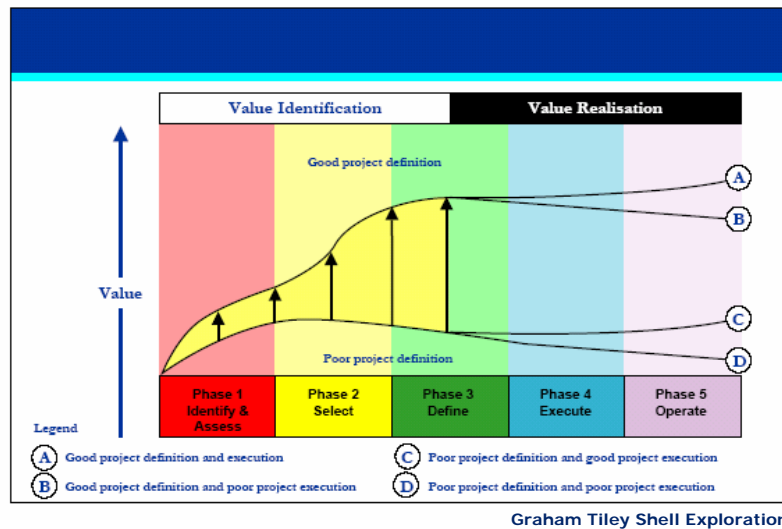 Value Identification
Value Realisation
Good project definition
A
B
Value
C
Poor project definition
D
Phase 1
Identify &
Assess
Phase 2
Select
Phase 3
Define
Phase 4
Execute
Phase 5
Operate
Legend
A Good project definition and execution
C Poor project definition and good project execution
B Good project definition and poor project execution
D Poor project definition and poor project execution
Graham Tiley Shell Exploration